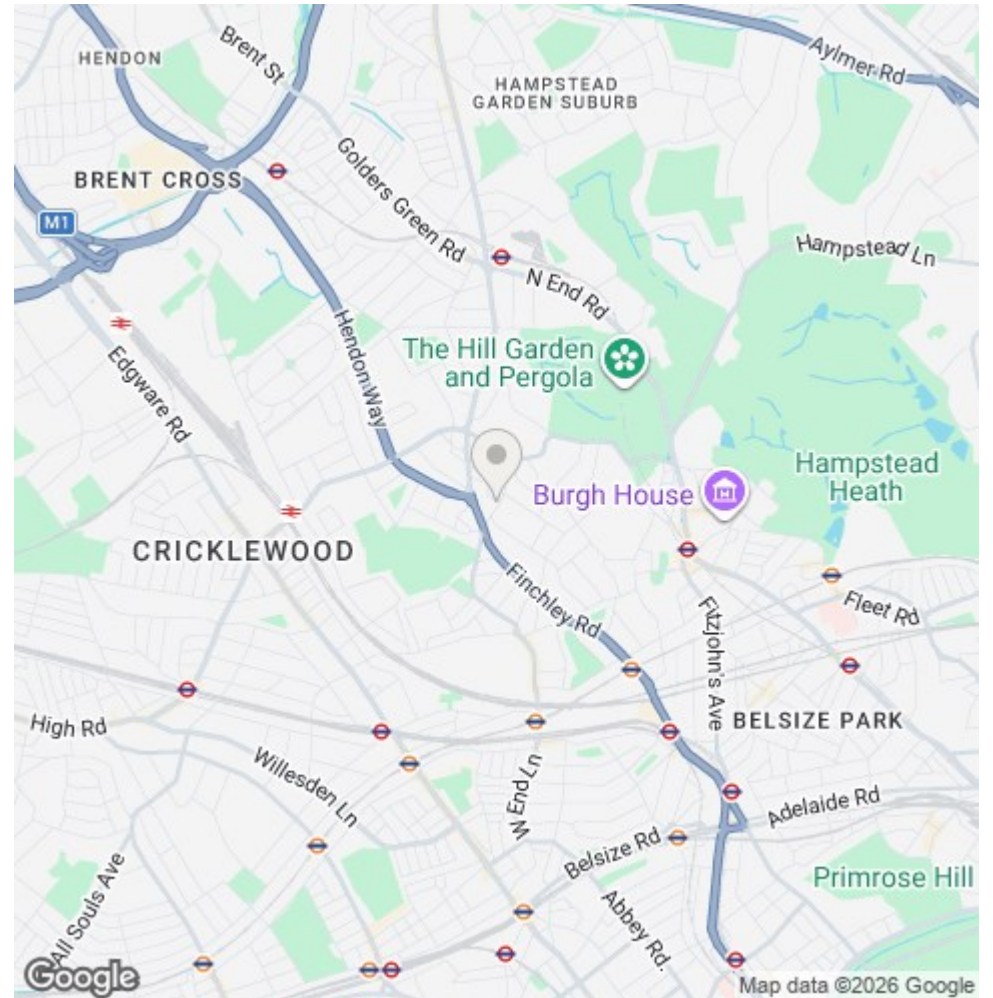 HENDON
Brent St
Aylmer Rd
HAMPSTEAD
GARDEN SUBURB
BRENT CROSS
Golders Green Rd
M1
Hampstead Ln
N End Rd
The Hill Garden
and Pergola
Hendon Way
Edgware Rd
Hampstead
Heath
Burgh House
CRICKLEWOOD
Finchley Rd
Fleet Rd
Fitzjohn's Ave
High Rd
BELSIZE PARK
Willesden Ln
W End Ln
Adelaide Rd
Belsize Rd
Primrose Hill
All Souls Ave
Abbey Rd.
Google
Map data ©2026 Google